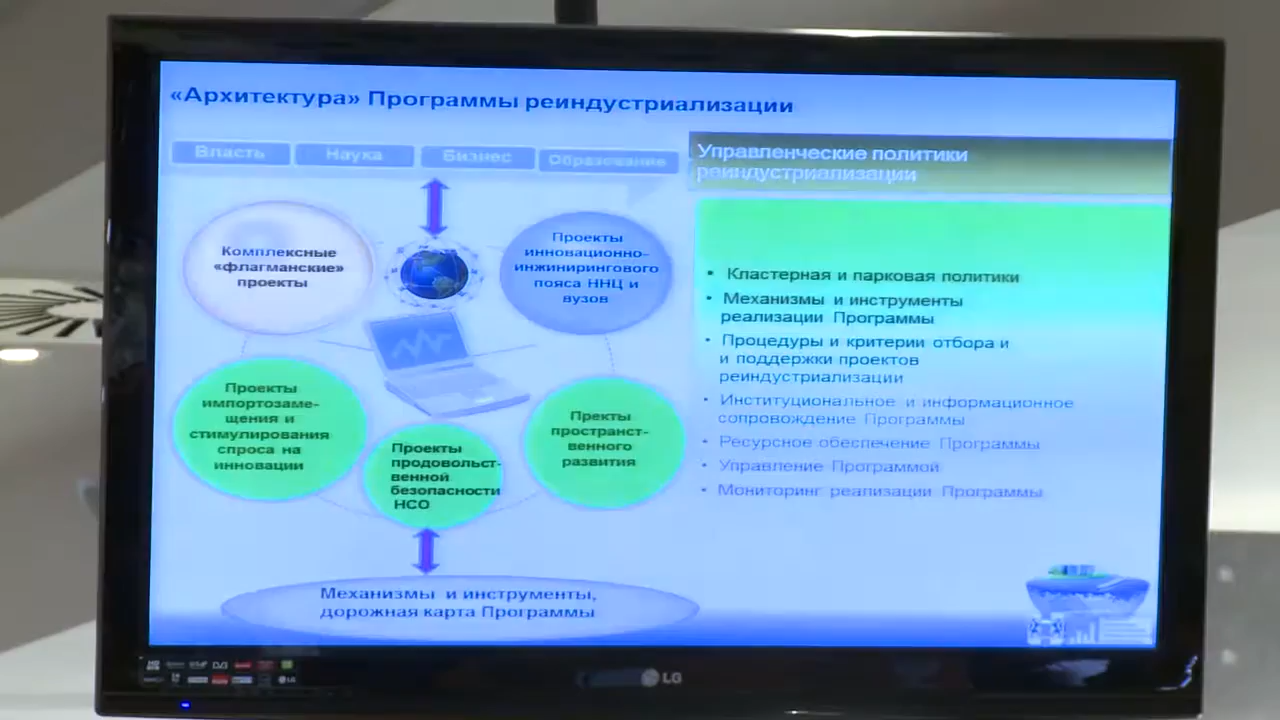 «Архитектура» Программы реиндустриализации
Власть
Наука
Бизнес
Образование
Управленческие политики
реиндустриализации
Комплексные
«флагманские»
проекты
Проекты
инновационно-
инжинирингового
пояса ННЦ и
вузов
Проекты
импортозаме-
щения и
стимулирования
спроса на
инновации
Проекты
продовольст-
венной
безопасности
НСО
Пректы
пространст-
венного
развития
Механизмы и инструменты,
дорожная карта Программы
• Кластерная и парковая политики
• Механизмы и инструменты
реализации Программы
• Процедуры и критерии отбора и
и поддержки проектов
реиндустриализации
• Институциональное и информационное
сопровождение Программы
• Ресурсное обеспечение Программы
• Управление Программой
• Мониторинг реализации Программы
LG